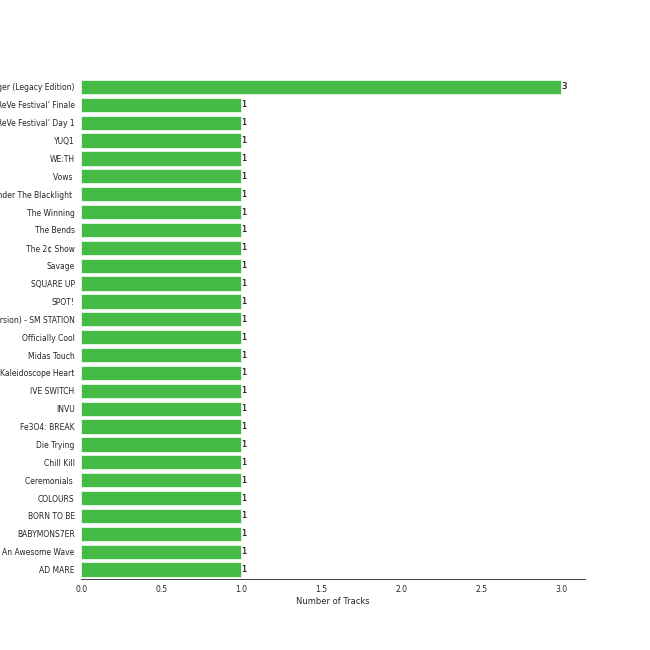 (Legacy Edition) 3
Festival’ Finale 1
Festival’ Day 1 1
YUQ1 1
WE:TH 1
Vows 1
The Blacklight 1
The Winning 1
The Bends 1
The 2¢ Show 1
Savage 1
SQUARE UP 1
SPOT! 1
- SM STATION 1
Officially Cool 1
Midas Touch 1
Kaleidoscope Heart 1
IVE SWITCH 1
INVU 1
Fe3O4: BREAK 1
Die Trying 1
Chill Kill 1
Ceremonials 1
COLOURS 1
BORN TO BE 1
BABYMONS7ER 1
An Awesome Wave 1
AD MARE 1
0.0 0.5 1.0 1.5 2.0 2.5 3.0
Number of Tracks